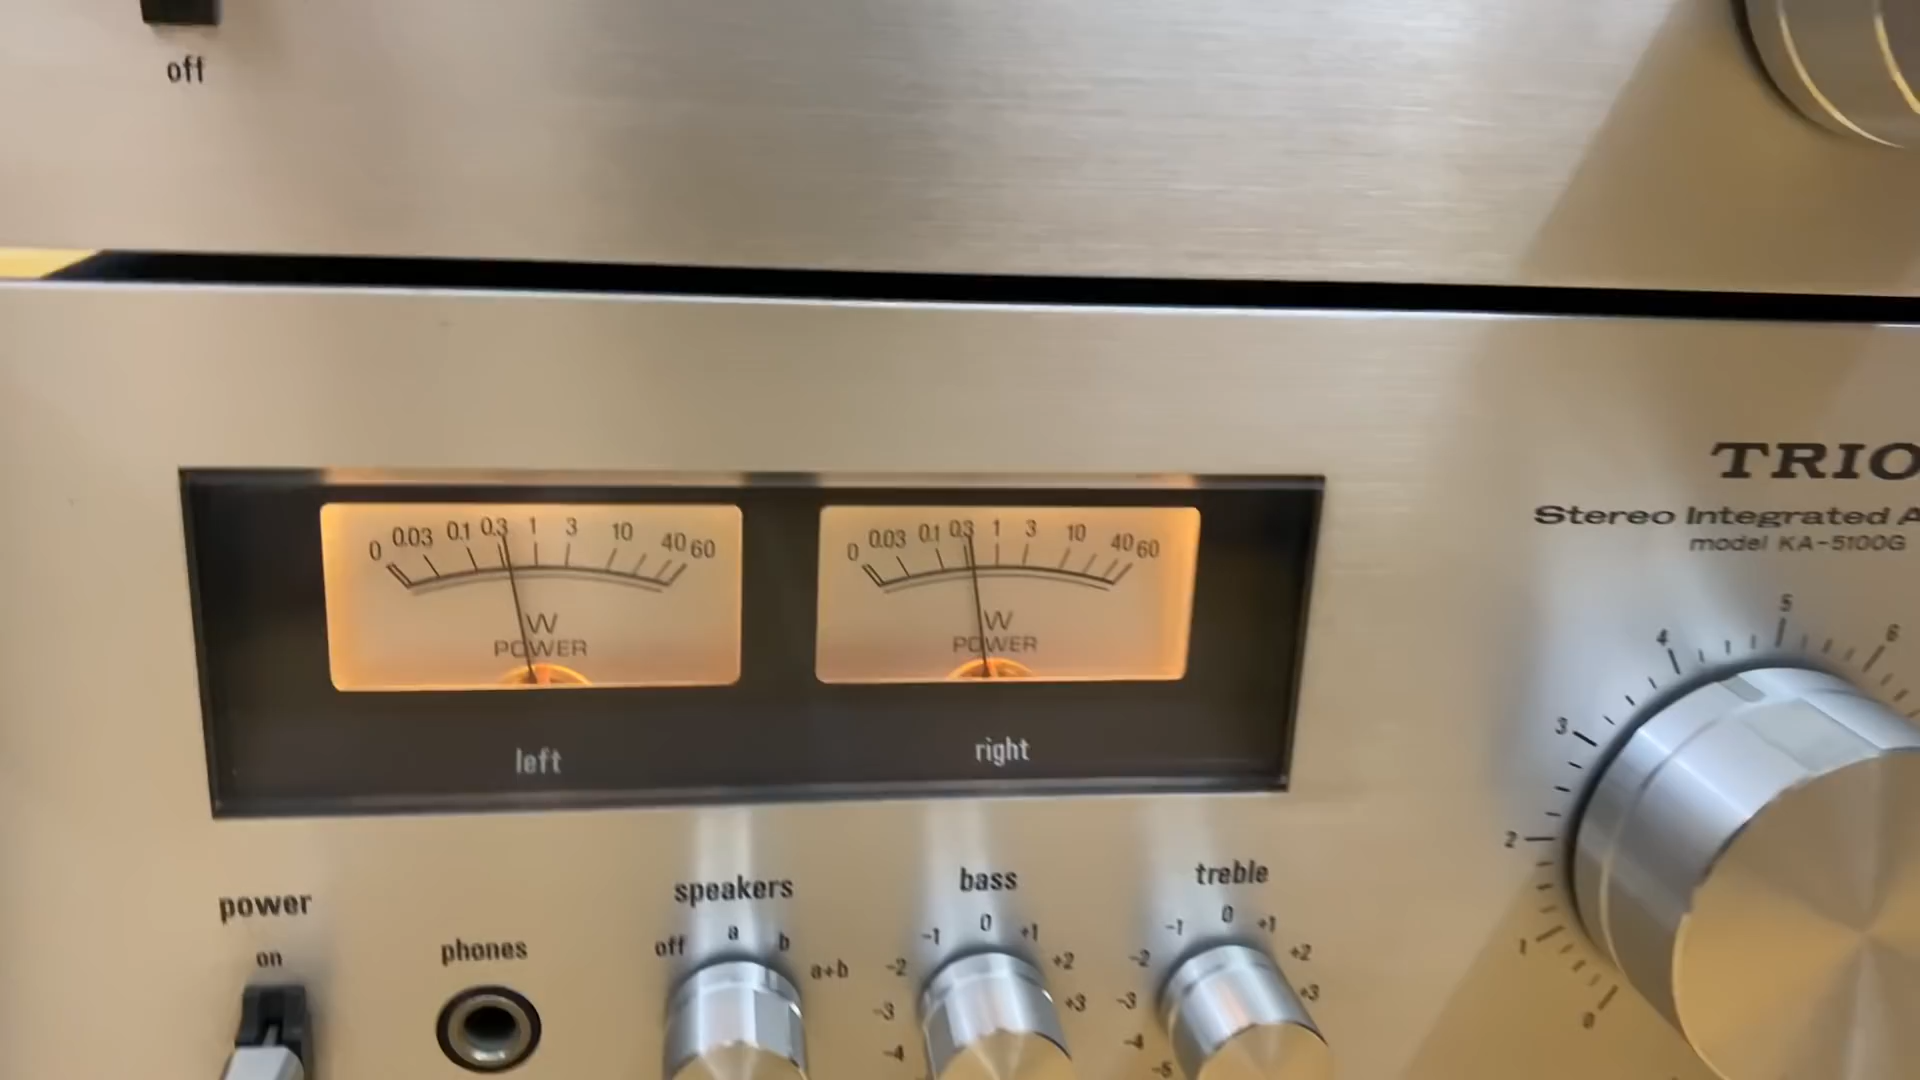 off
0 0.03 0.1 0.3 1 3 10 40 60
W
POWER
left
0 0.03 0.1 0.3 1 3 10 40 60
W
POWER
right
TRIO
Stereo Integrated A
model KA-5100G
power
on
phones
speakers
off a b a+b
bass
-4 -3 -2 -1 0 +1 +2 +3
treble
-5 -4 -3 -2 -1 0 +1 +2 +3
0 1 2 3 4 5 6